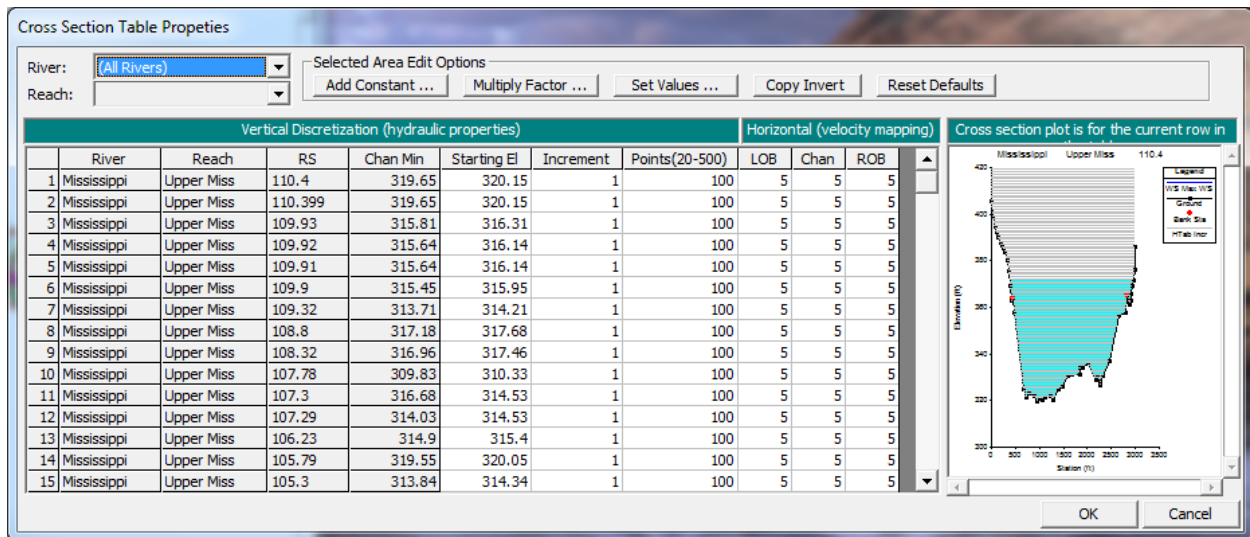 Cross Section Table Propeties
River: (All Rivers)
Reach:
Selected Area Edit Options
Add Constant ... Multiply Factor ... Set Values ... Copy Invert Reset Defaults
Vertical Discretization (hydraulic properties) Horizontal (velocity mapping) Cross section plot is for the current row in
River Reach RS Chan Min Starting El Increment Points(20-500) LOB Chan ROB
1 Mississippi Upper Miss 110.4 319.65 320.15 1 100 5 5 5
2 Mississippi Upper Miss 110.399 319.65 320.15 1 100 5 5 5
3 Mississippi Upper Miss 109.93 315.81 316.31 1 100 5 5 5
4 Mississippi Upper Miss 109.92 315.64 316.14 1 100 5 5 5
5 Mississippi Upper Miss 109.91 315.64 316.14 1 100 5 5 5
6 Mississippi Upper Miss 109.9 315.45 315.95 1 100 5 5 5
7 Mississippi Upper Miss 109.32 313.71 314.21 1 100 5 5 5
8 Mississippi Upper Miss 108.8 317.18 317.68 1 100 5 5 5
9 Mississippi Upper Miss 108.32 316.96 317.46 1 100 5 5 5
10 Mississippi Upper Miss 107.78 309.83 310.33 1 100 5 5 5
11 Mississippi Upper Miss 107.3 316.68 314.53 1 100 5 5 5
12 Mississippi Upper Miss 107.29 314.03 314.53 1 100 5 5 5
13 Mississippi Upper Miss 106.23 314.9 315.4 1 100 5 5 5
14 Mississippi Upper Miss 105.79 319.55 320.05 1 100 5 5 5
15 Mississippi Upper Miss 105.3 313.84 314.34 1 100 5 5 5
Mississippi Upper Miss 110.4
Legend
WS Max WS
Ground
Bank Sta
HTab Incr
420
400
380
360
340
320
300
Elevation (ft)
0 500 1000 1500 2000 2500 3000 3500
Station (ft)
OK Cancel